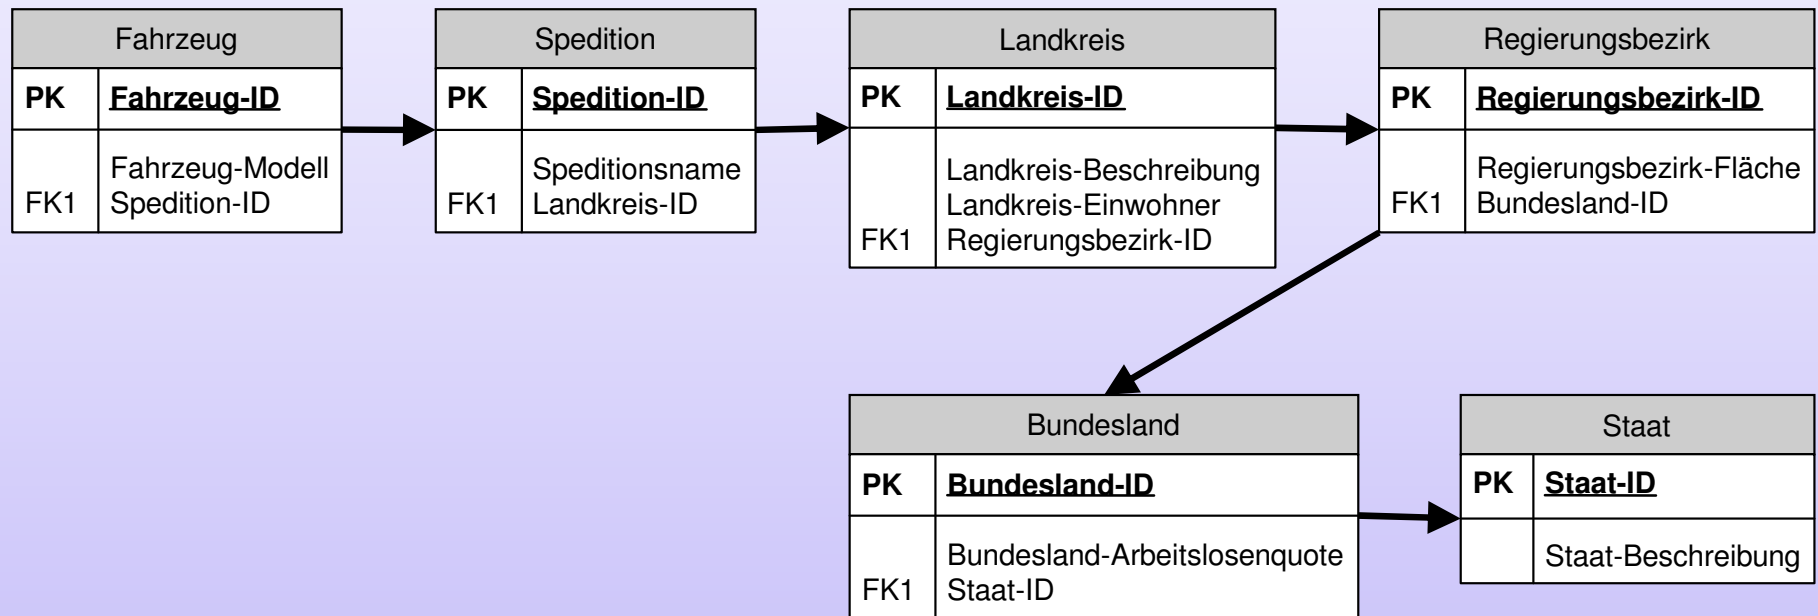 Fahrzeug
PK Fahrzeug-ID
Fahrzeug-Modell
FK1 Spedition-ID
Spedition
PK Spedition-ID
Speditionsname
FK1 Landkreis-ID
Landkreis
PK Landkreis-ID
Landkreis-Beschreibung
Landkreis-Einwohner
FK1 Regierungsbezirk-ID
Regierungsbezirk
PK Regierungsbezirk-ID
Regierungsbezirk-Fläche
FK1 Bundesland-ID
Bundesland
PK Bundesland-ID
Bundesland-Arbeitslosenquote
FK1 Staat-ID
Staat
PK Staat-ID
Staat-Beschreibung